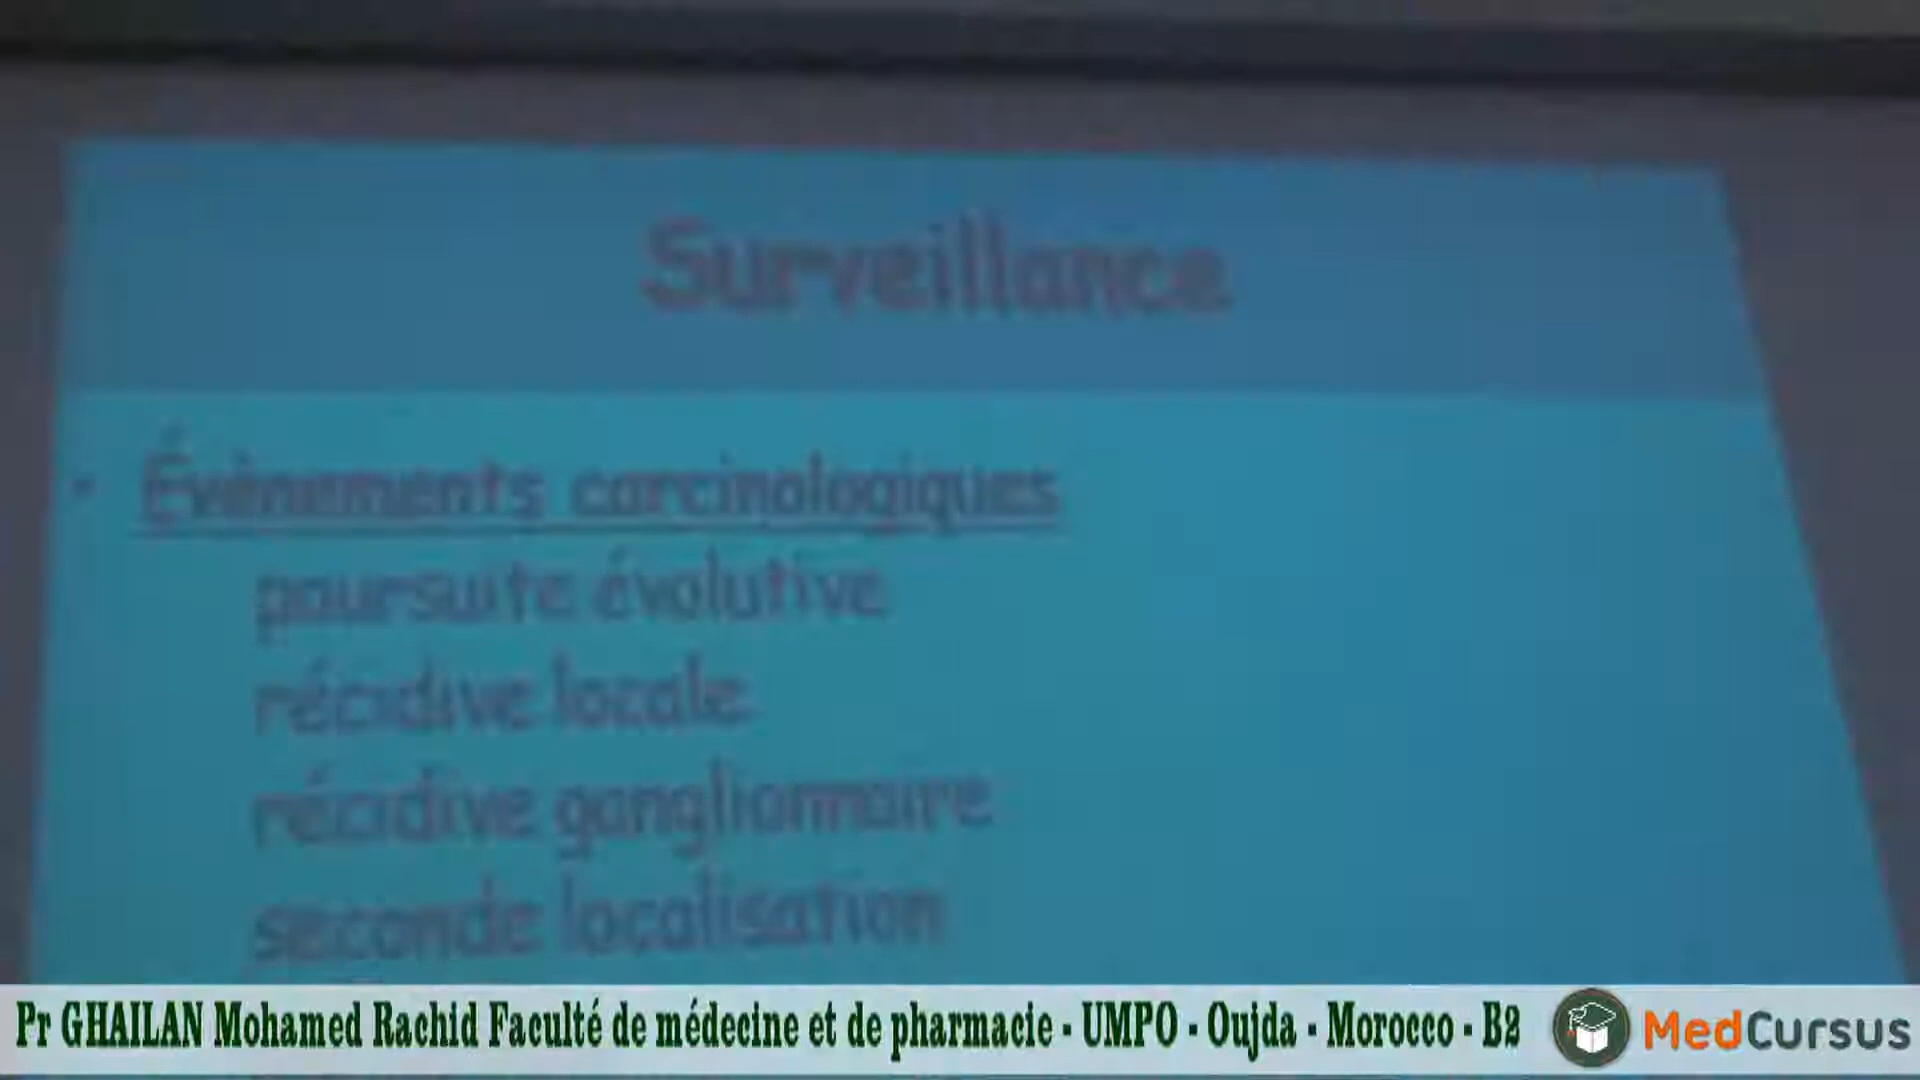 Surveillance
• Évènements carcinologiques
poursuite évolutive
récidive locale
récidive ganglionnaire
seconde localisation
Pr GHAILAN Mohamed Rachid Faculté de médecine et de pharmacie - UMPO - Oujda - Morocco - B2
MedCursus